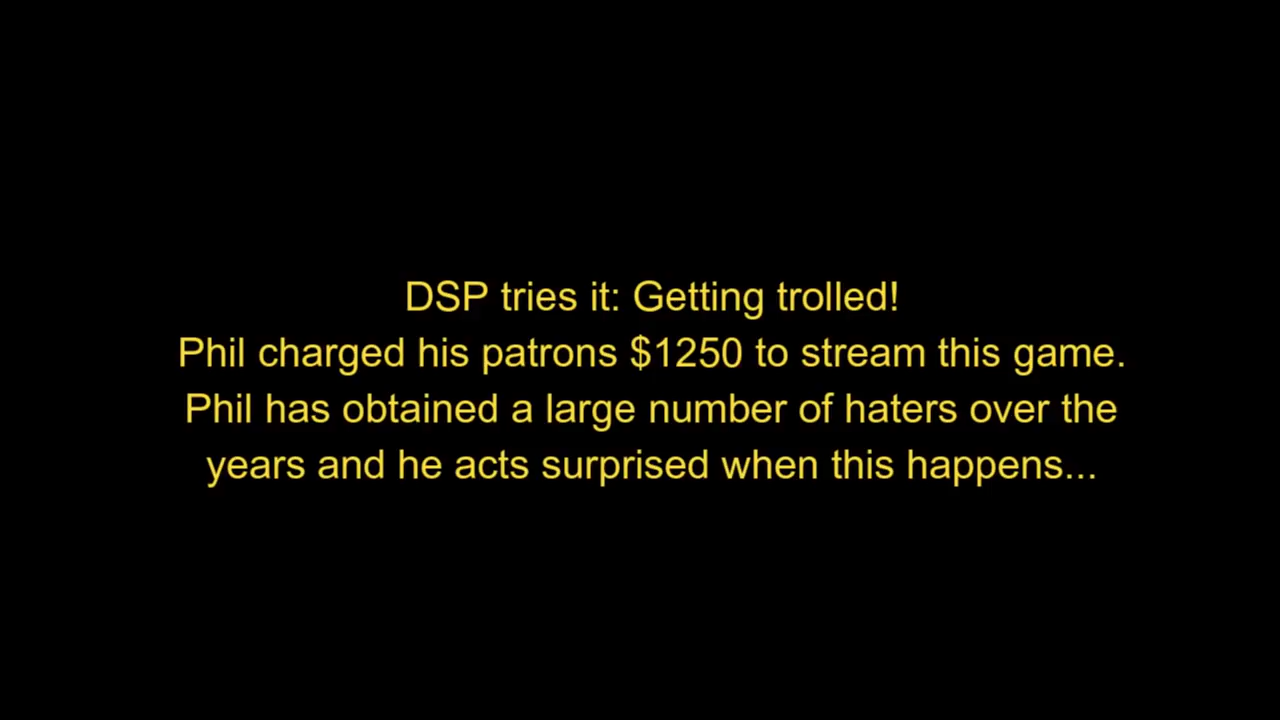 DSP tries it: Getting trolled!
Phil charged his patrons $1250 to stream this game.
Phil has obtained a large number of haters over the
years and he acts surprised when this happens...